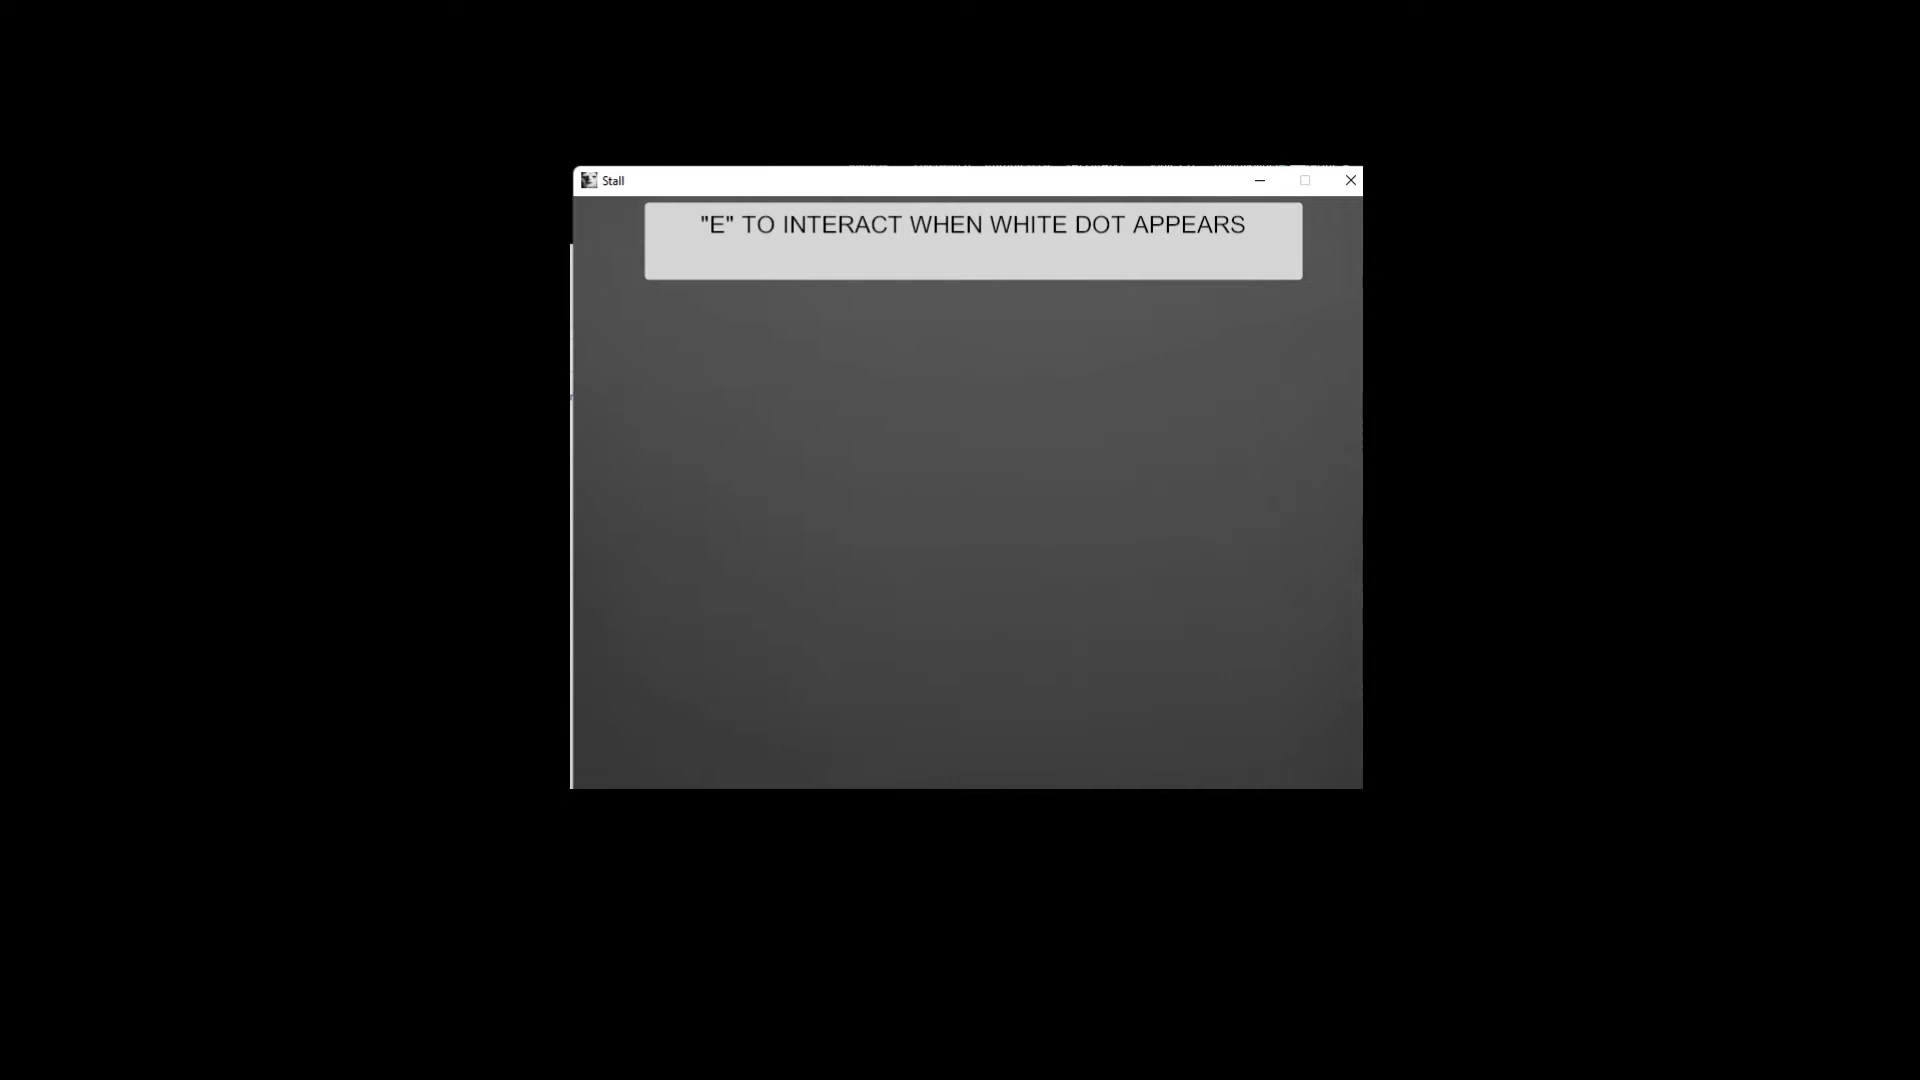 Stall
"E" TO INTERACT WHEN WHITE DOT APPEARS